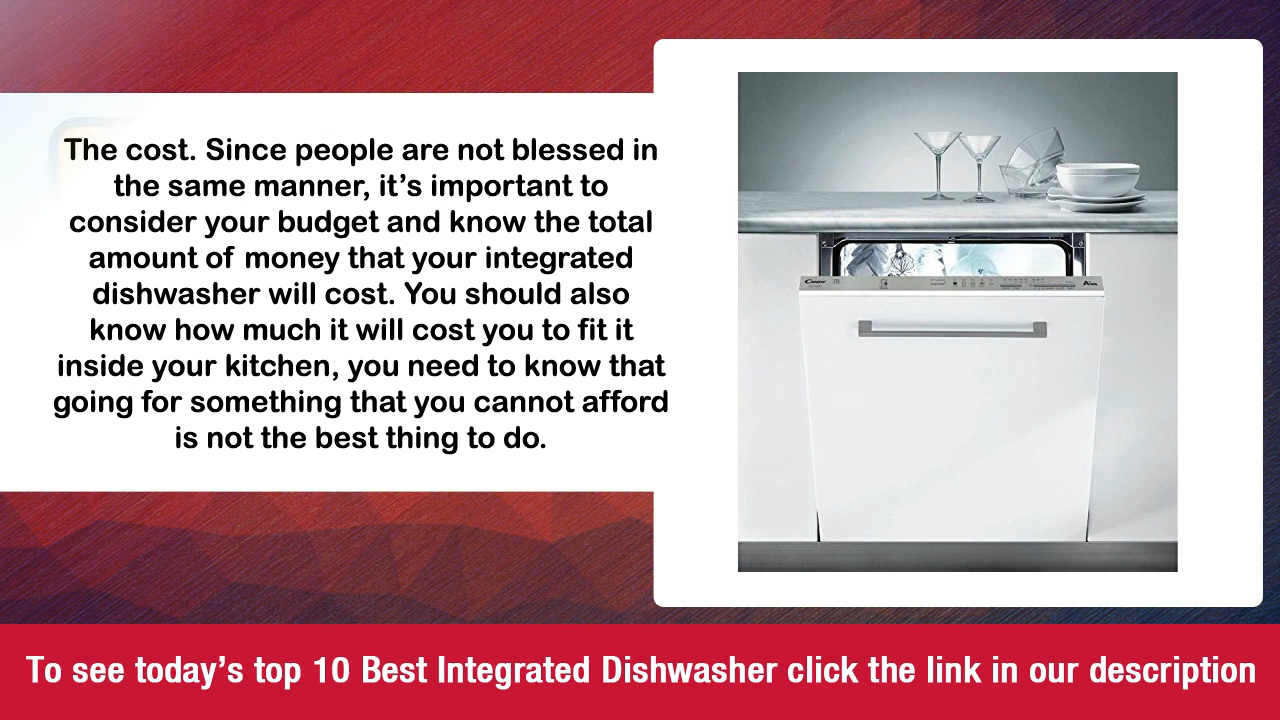 The cost. Since people are not blessed in
the same manner, it’s important to
consider your budget and know the total
amount of money that your integrated
dishwasher will cost. You should also
know how much it will cost you to fit it
inside your kitchen, you need to know that
going for something that you cannot afford
is not the best thing to do.
CANDY
To see today’s top 10 Best Integrated Dishwasher click the link in our description